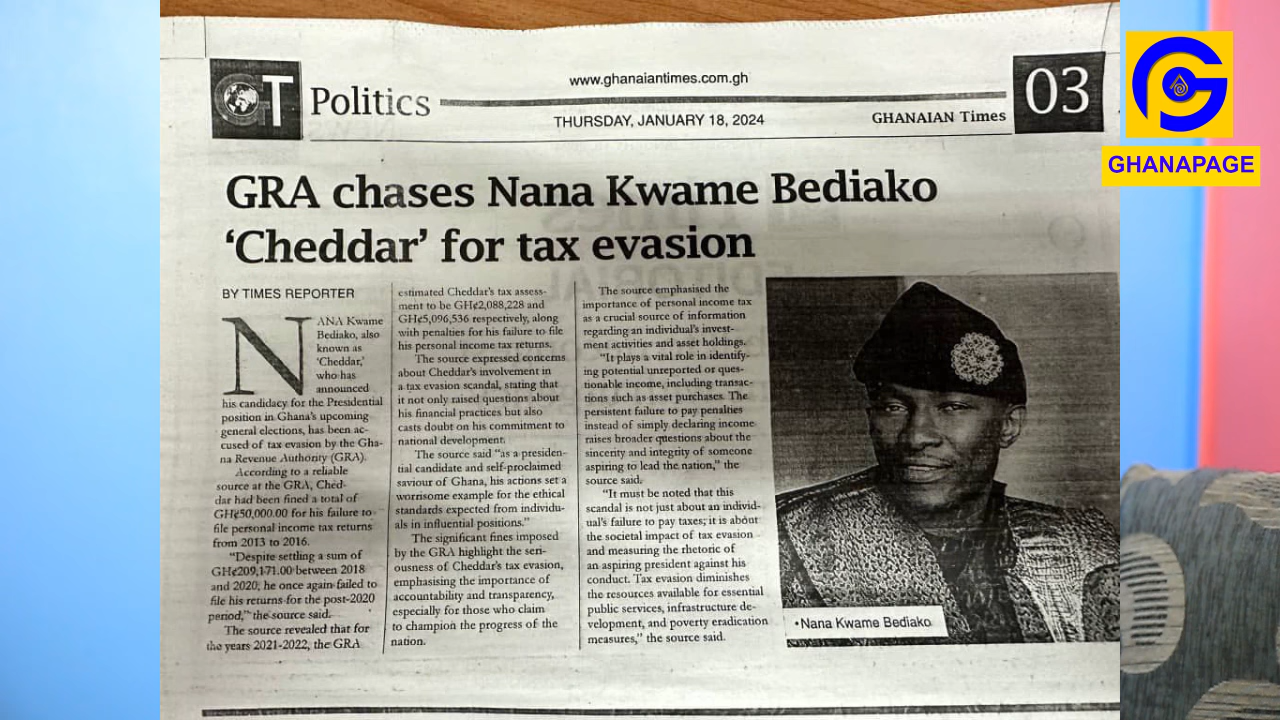 GT
Politics
www.ghanaiantimes.com.gh
THURSDAY, JANUARY 18, 2024
GHANAIAN Times
03
GHANAPAGE
GRA chases Nana Kwame Bediako
‘Cheddar’ for tax evasion
BY TIMES REPORTER
NANA Kwame
Bediako, also
known as
‘Cheddar,’
who has
announced
his candidacy for the Presidential
position in Ghana's upcoming
general elections, has been ac-
cused of tax evasion by the Gha-
na Revenue Authority (GRA).
According to a reliable
source at the GRA, Ched-
dar had been fined a total of
GH¢50,000.00 for his failure to
file personal income tax returns
from 2013 to 2016.
“Despite settling a sum of
GH¢209,171.00 between 2018
and 2020, he once again failed to
file his returns for the post-2020
period,” the source said.
The source revealed that for
the years 2021-2022, the GRA
estimated Cheddar's tax assess-
ment to be GH¢2,088,228 and
GH¢5,096,536 respectively, along
with penalties for his failure to file
his personal income tax returns.
The source expressed concerns
about Cheddar's involvement in
a tax evasion scandal, stating that
it not only raised questions about
his financial practices but also
casts doubt on his commitment to
national development.
The source said “as a presiden-
tial candidate and self-proclaimed
saviour of Ghana, his actions set a
worrisome example for the ethical
standards expected from individu-
als in influential positions.”
The significant fines imposed
by the GRA highlight the seri-
ousness of Cheddar's tax evasion,
emphasising the importance of
accountability and transparency,
especially for those who claim
to champion the progress of the
nation.
The source emphasised the
importance of personal income tax
as a crucial source of information
regarding an individual's invest-
ment activities and asset holdings.
“It plays a vital role in identify-
ing potential unreported or ques-
tionable income, including transac-
tions such as asset purchases. The
persistent failure to pay penalties
instead of simply declaring income
raises broader questions about the
sincerity and integrity of someone
aspiring to lead the nation,” the
source said.
“It must be noted that this
scandal is not just about an individ-
ual's failure to pay taxes; it is about
the societal impact of tax evasion
and measuring the rhetoric of
an aspiring president against his
conduct. Tax evasion diminishes
the resources available for essential
public services, infrastructure de-
velopment, and poverty eradication
measures,” the source said.
•Nana Kwame Bediako